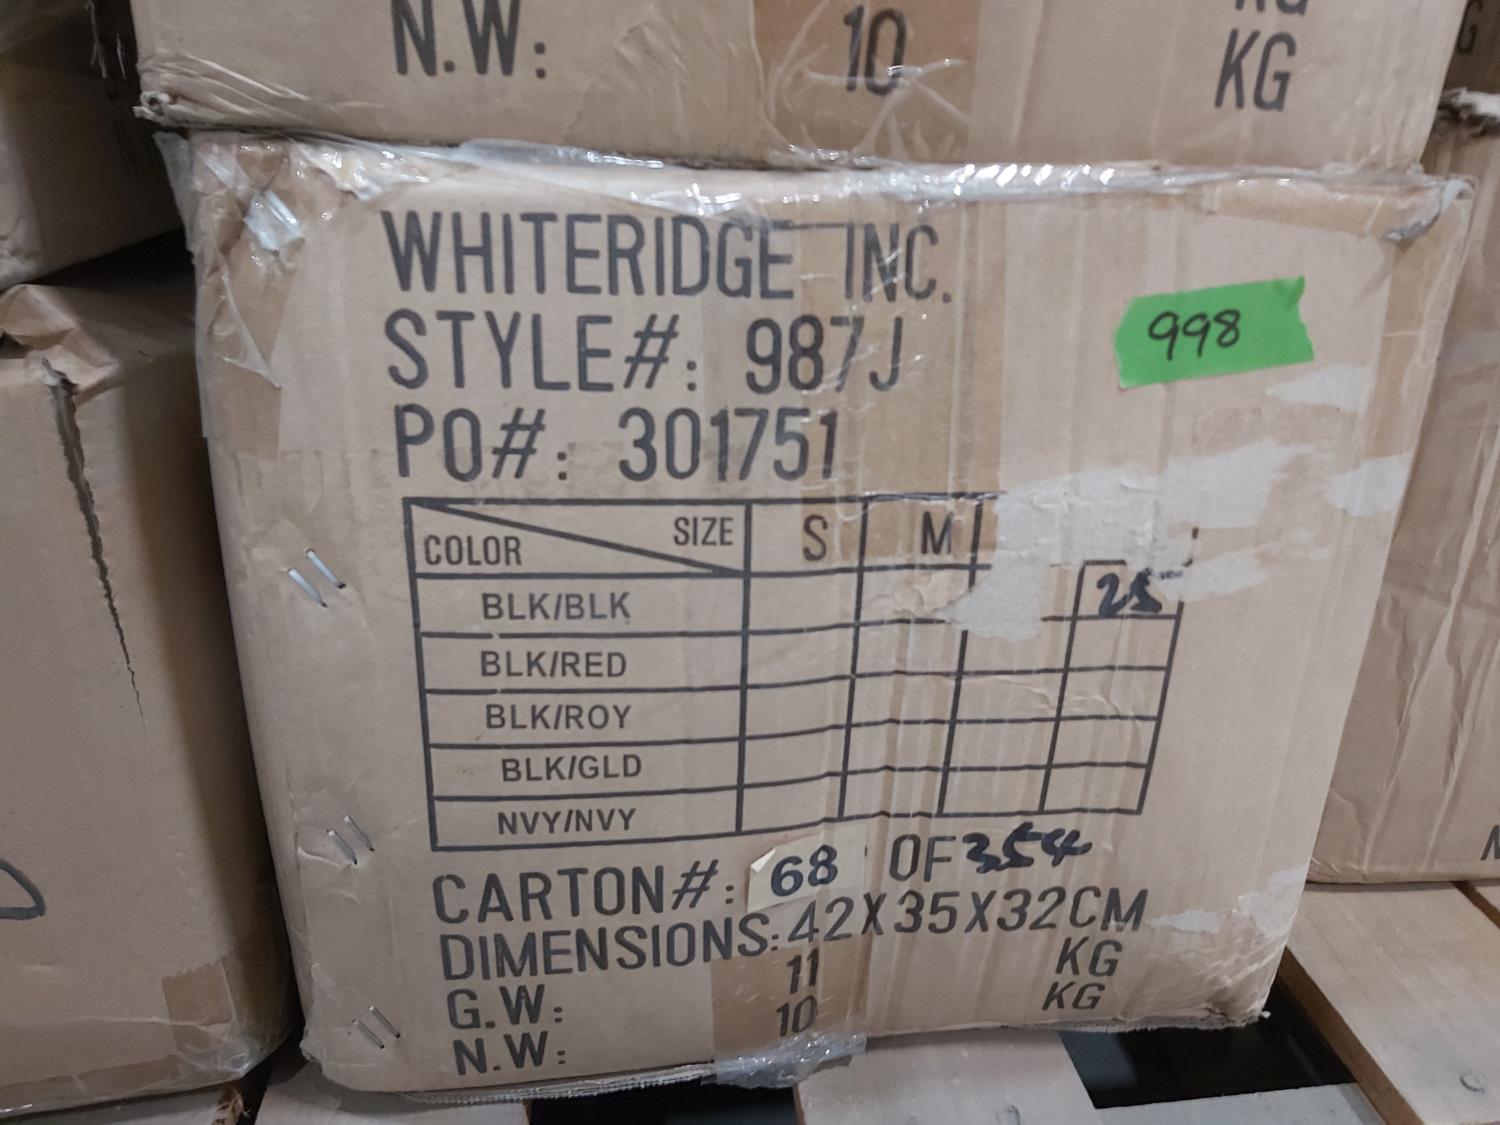 N.W: 10 KG
WHITERIDGE INC.
STYLE#: 987J
998
PO#: 301751
COLOR SIZE S M
BLK/BLK 25
BLK/RED
BLK/ROY
BLK/GLD
NVY/NVY
CARTON#: 68 OF 354
DIMENSIONS: 42X35X32CM
G.W: 11 KG
N.W: 10 KG